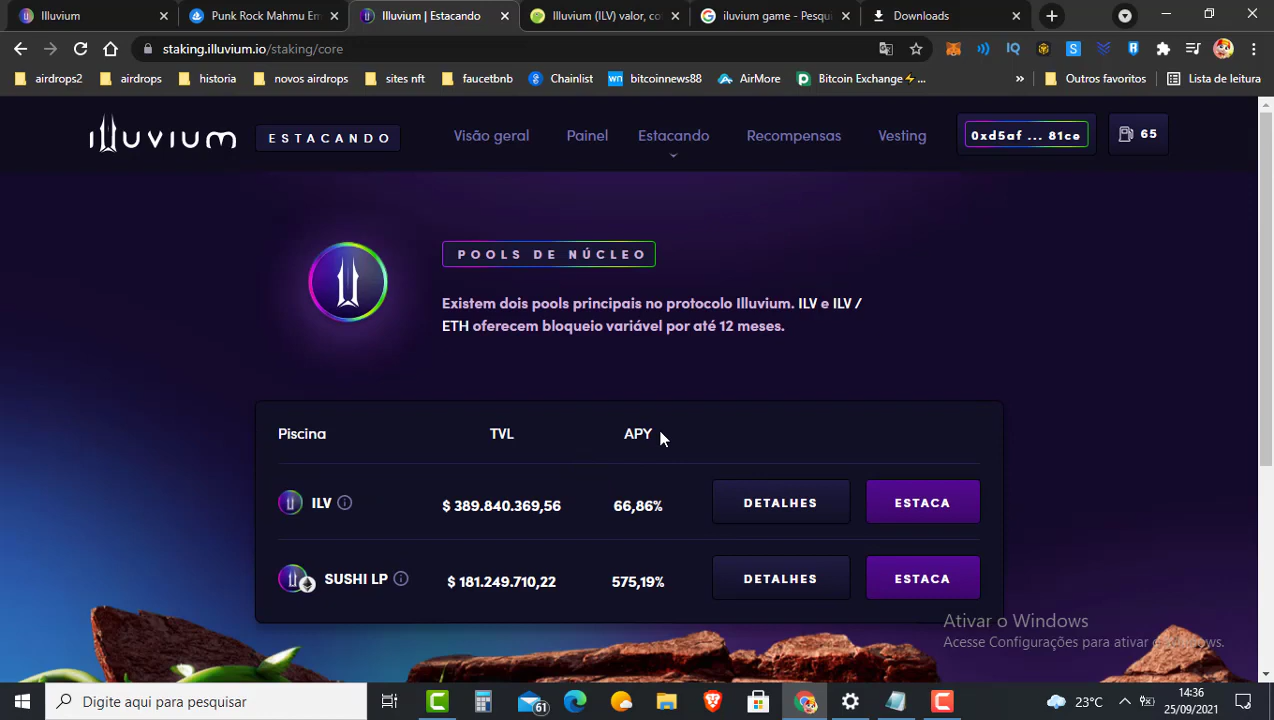 Illuvium
Punk Rock Mahmu Em
Illuvium | Estacando
Illuvium (ILV) valor, co
iluvium game - Pesqui
Downloads
staking.illuvium.io/staking/core
airdrops2
airdrops
historia
novos airdrops
sites nft
faucetbnb
Chainlist
bitcoinnews88
AirMore
Bitcoin Exchange⚡...
»
Outros favoritos
Lista de leitura
illuvium
ESTACANDO
Visão geral
Painel
Estacando
Recompensas
Vesting
0xd5af ... 81ce
65
POOLS DE NÚCLEO
Existem dois pools principais no protocolo Illuvium. ILV e ILV /
ETH oferecem bloqueio variável por até 12 meses.
Piscina TVL APY
ILV $ 389.840.369,56 66,86% DETALHES ESTACA
SUSHI LP $ 181.249.710,22 575,19% DETALHES ESTACA
Ativar o Windows
Acesse Configurações para ativar o Windows.
Digite aqui para pesquisar
61
23°C
14:36
25/09/2021